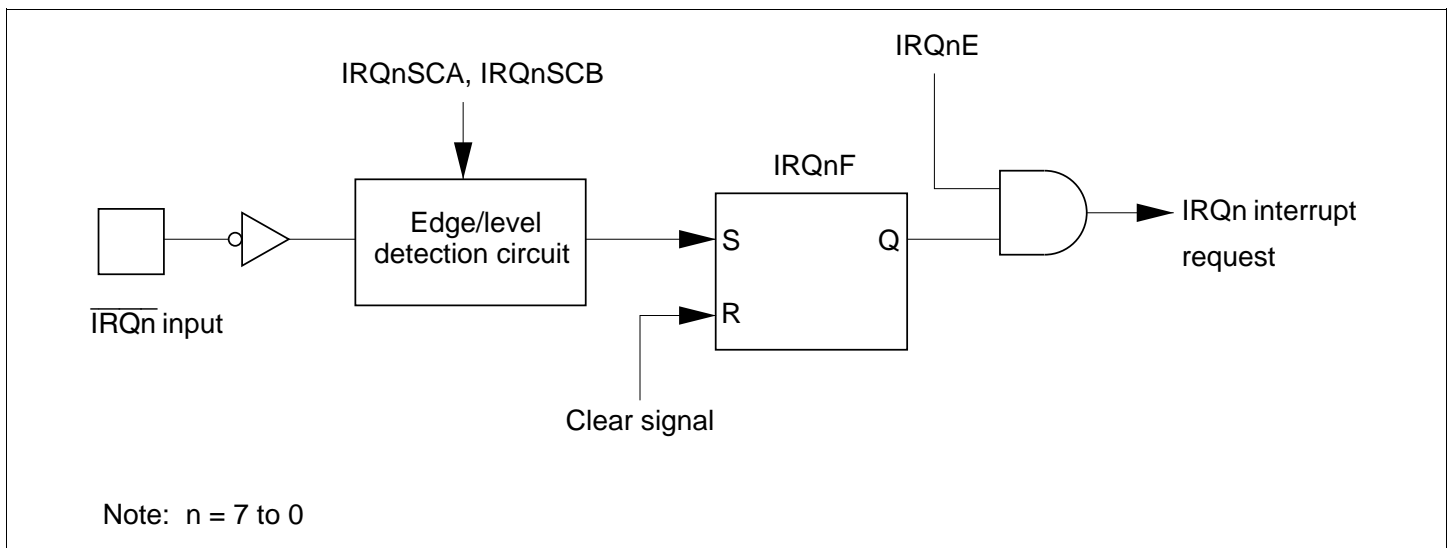 IRQnE
IRQnSCA, IRQnSCB
IRQnF
Edge/level
detection circuit
S
Q
R
IRQn interrupt
request
IRQn input
Clear signal
Note: n = 7 to 0